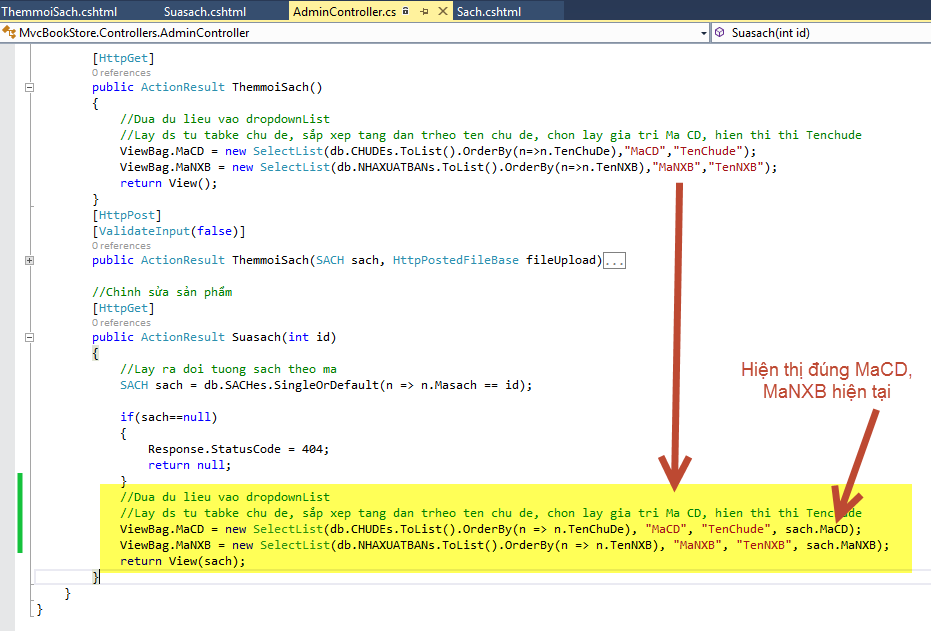 ThemmoiSach.cshtml Suasach.cshtml AdminController.cs Sach.cshtml
MvcBookStore.Controllers.AdminController Suasach(int id)
[HttpGet]
0 references
public ActionResult ThemmoiSach()
{
//Dua du lieu vao dropdownList
//Lay ds tu tabke chu de, sắp xep tang dan trheo ten chu de, chon lay gia tri Ma CD, hien thi thi Tenchude
ViewBag.MaCD = new SelectList(db.CHUDEs.ToList().OrderBy(n=>n.TenChuDe),"MaCD","TenChude");
ViewBag.MaNXB = new SelectList(db.NHAXUATBANs.ToList().OrderBy(n=>n.TenNXB),"MaNXB","TenNXB");
return View();
}
[HttpPost]
[ValidateInput(false)]
0 references
public ActionResult ThemmoiSach(SACH sach, HttpPostedFileBase fileUpload)...
//Chinh sửa sản phẩm
[HttpGet]
0 references
public ActionResult Suasach(int id)
{
//Lay ra doi tuong sach theo ma
SACH sach = db.SACHes.SingleOrDefault(n => n.Masach == id);
if(sach==null)
{
Response.StatusCode = 404;
return null;
}
Hiện thị đúng MaCD,
MaNXB hiện tại
//Dua du lieu vao dropdownList
//Lay ds tu tabke chu de, sắp xep tang dan trheo ten chu de, chon lay gia tri Ma CD, hien thi thi Tenchude
ViewBag.MaCD = new SelectList(db.CHUDEs.ToList().OrderBy(n => n.TenChuDe), "MaCD", "TenChude", sach.MaCD);
ViewBag.MaNXB = new SelectList(db.NHAXUATBANs.ToList().OrderBy(n => n.TenNXB), "MaNXB", "TenNXB", sach.MaNXB);
return View(sach);
}
}
}